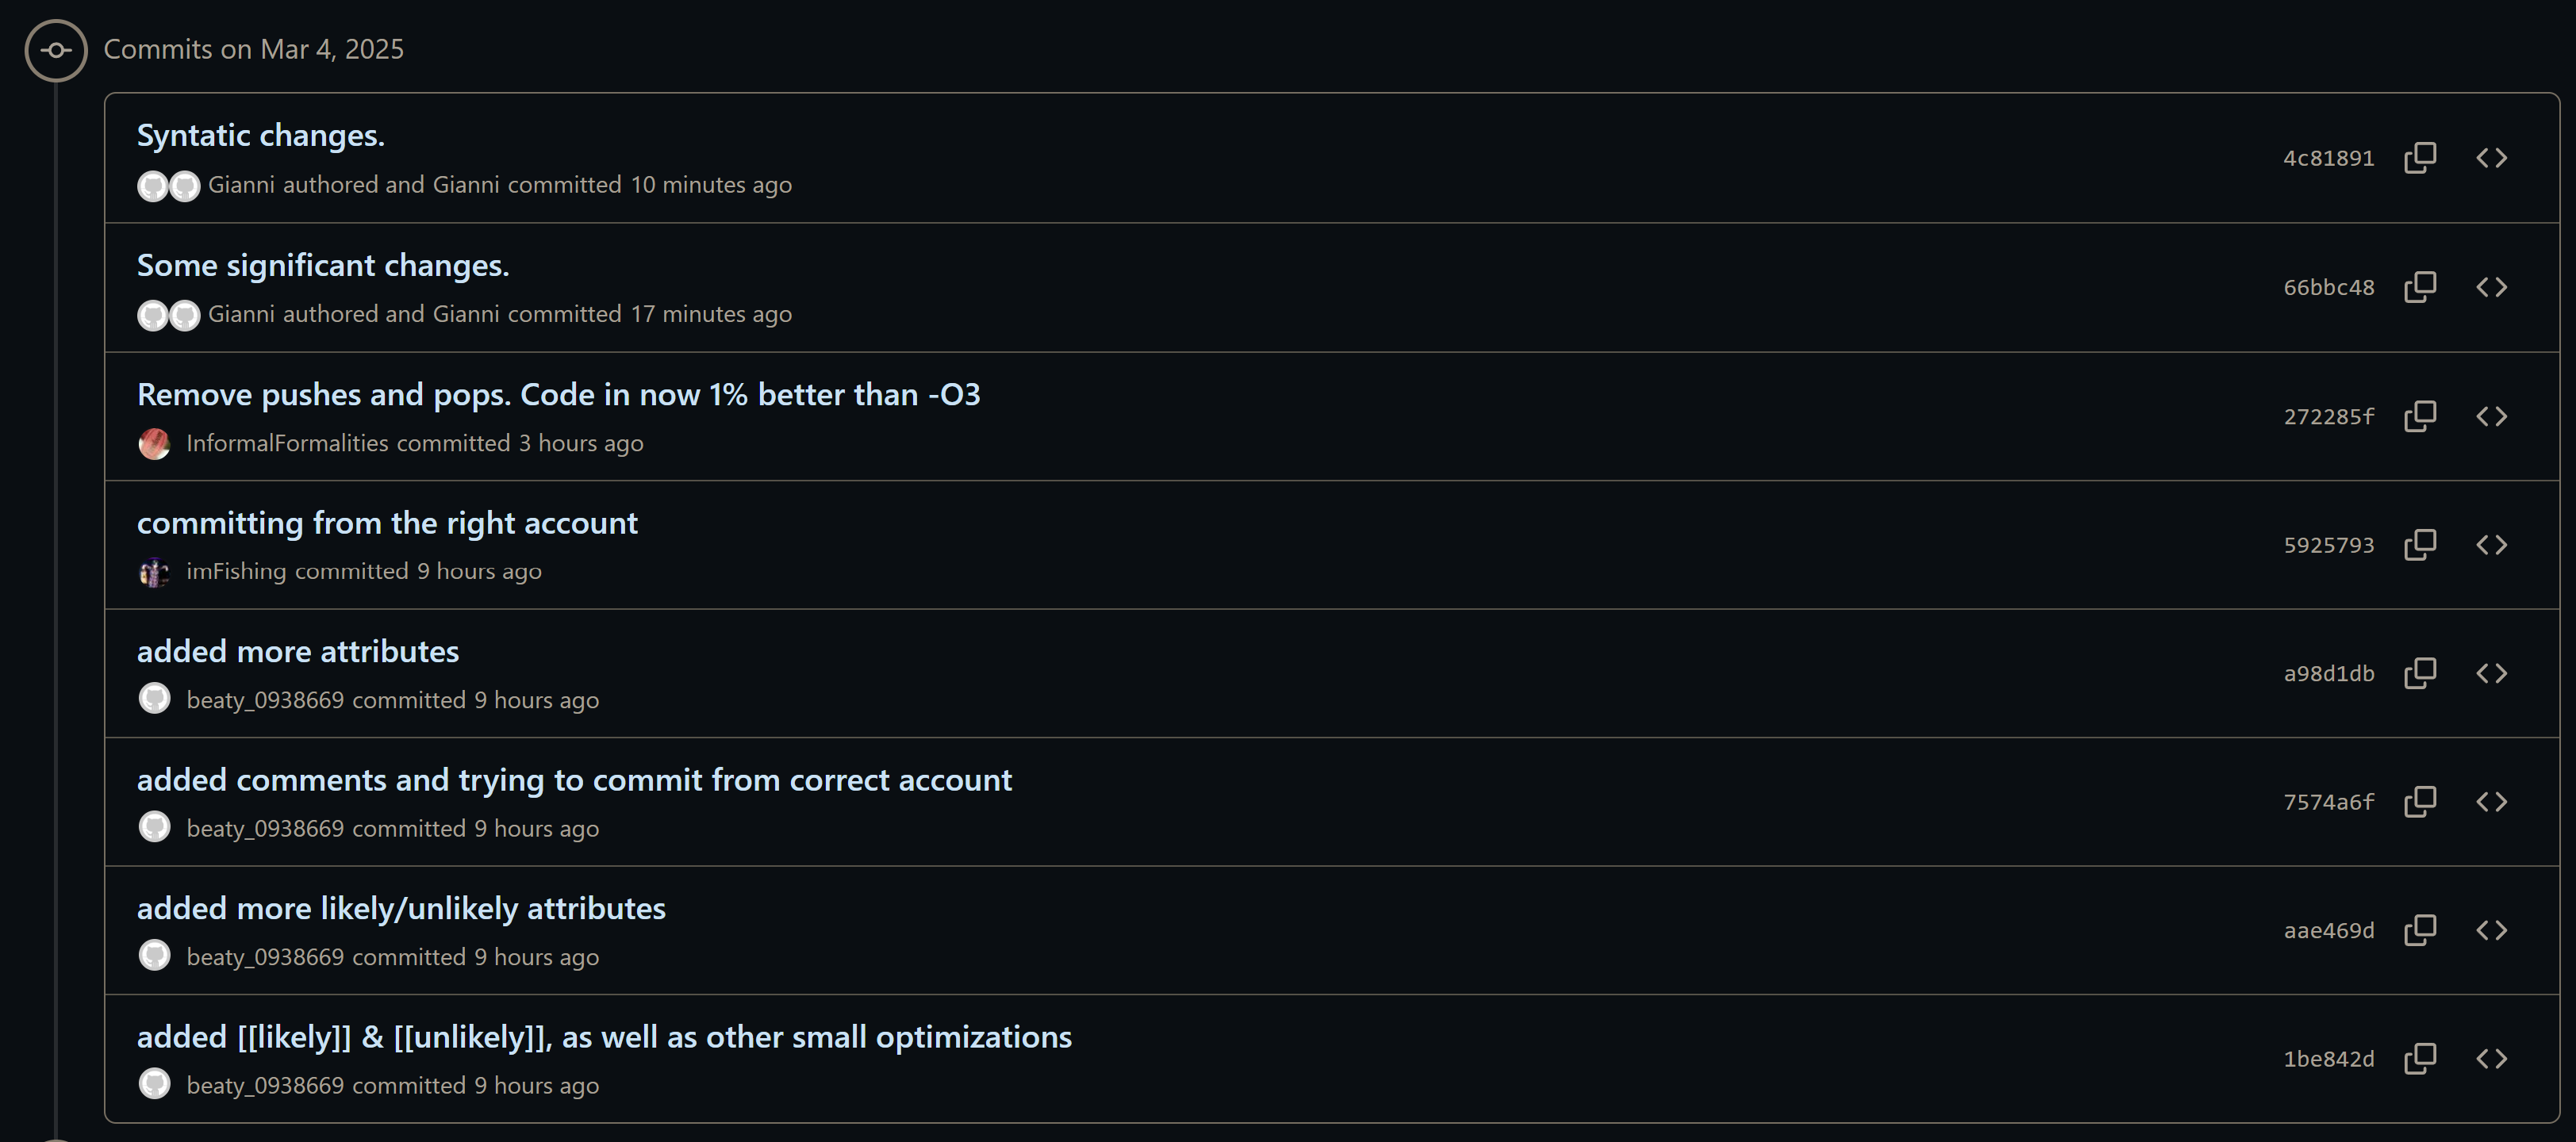 Commits on Mar 4, 2025
Syntatic changes.
Gianni authored and Gianni committed 10 minutes ago
4c81891
Some significant changes.
Gianni authored and Gianni committed 17 minutes ago
66bbc48
Remove pushes and pops. Code in now 1% better than -O3
InformalFormalities committed 3 hours ago
272285f
committing from the right account
imFishing committed 9 hours ago
5925793
added more attributes
beaty_0938669 committed 9 hours ago
a98d1db
added comments and trying to commit from correct account
beaty_0938669 committed 9 hours ago
7574a6f
added more likely/unlikely attributes
beaty_0938669 committed 9 hours ago
aae469d
added [[likely]] & [[unlikely]], as well as other small optimizations
beaty_0938669 committed 9 hours ago
1be842d